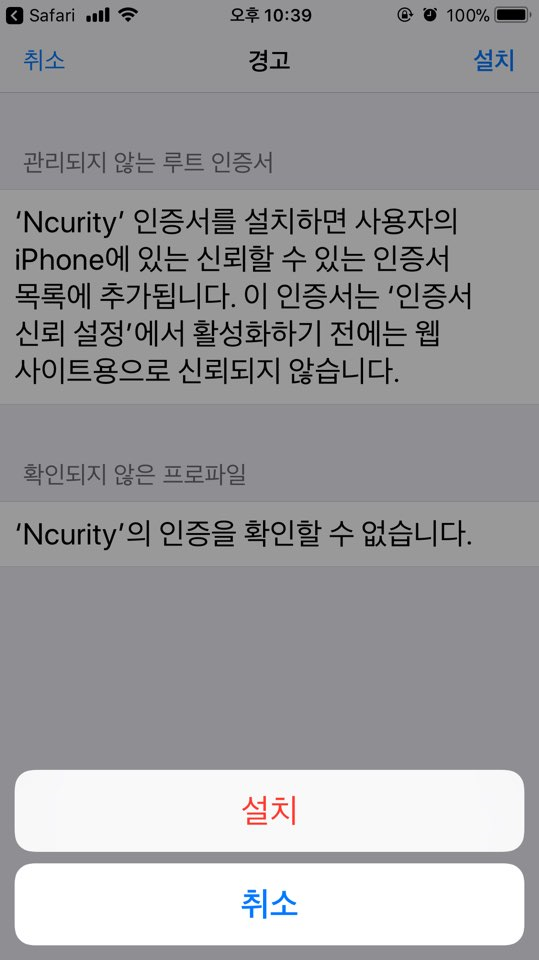 Safari 오후 10:39 100%
취소 경고 설치
관리되지 않는 루트 인증서
‘Ncurity’ 인증서를 설치하면 사용자의
iPhone에 있는 신뢰할 수 있는 인증서
목록에 추가됩니다. 이 인증서는 ‘인증서
신뢰 설정’에서 활성화하기 전에는 웹
사이트용으로 신뢰되지 않습니다.
확인되지 않은 프로파일
‘Ncurity’의 인증을 확인할 수 없습니다.
설치
취소